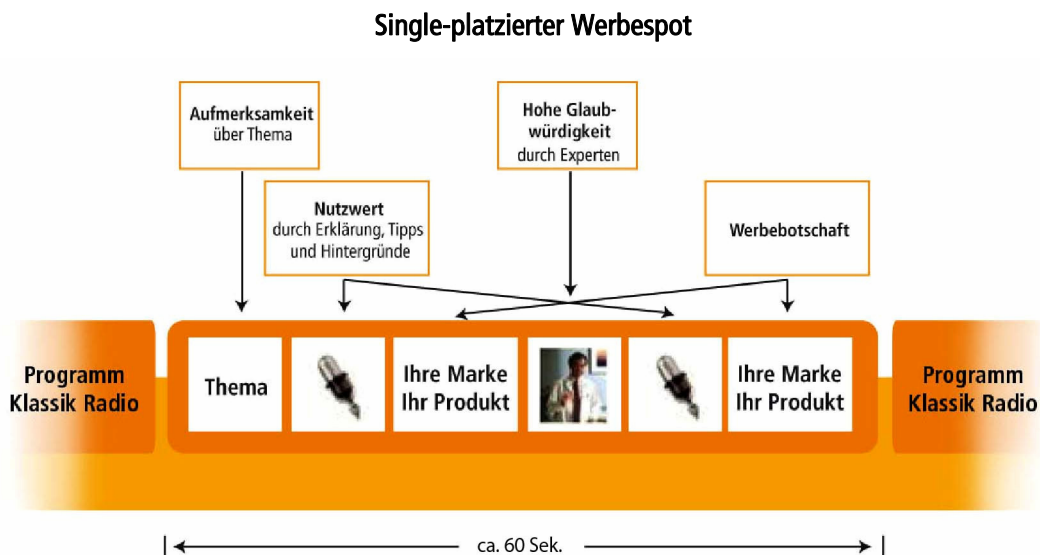 Single-platzierter Werbespot
Aufmerksamkeit
über Thema
Hohe Glaub-
würdigkeit
durch Experten
Nutzwert
durch Erklärung, Tipps
und Hintergründe
Werbebotschaft
Programm
Klassik Radio
Thema
Ihre Marke
Ihr Produkt
Ihre Marke
Ihr Produkt
Programm
Klassik Radio
ca. 60 Sek.